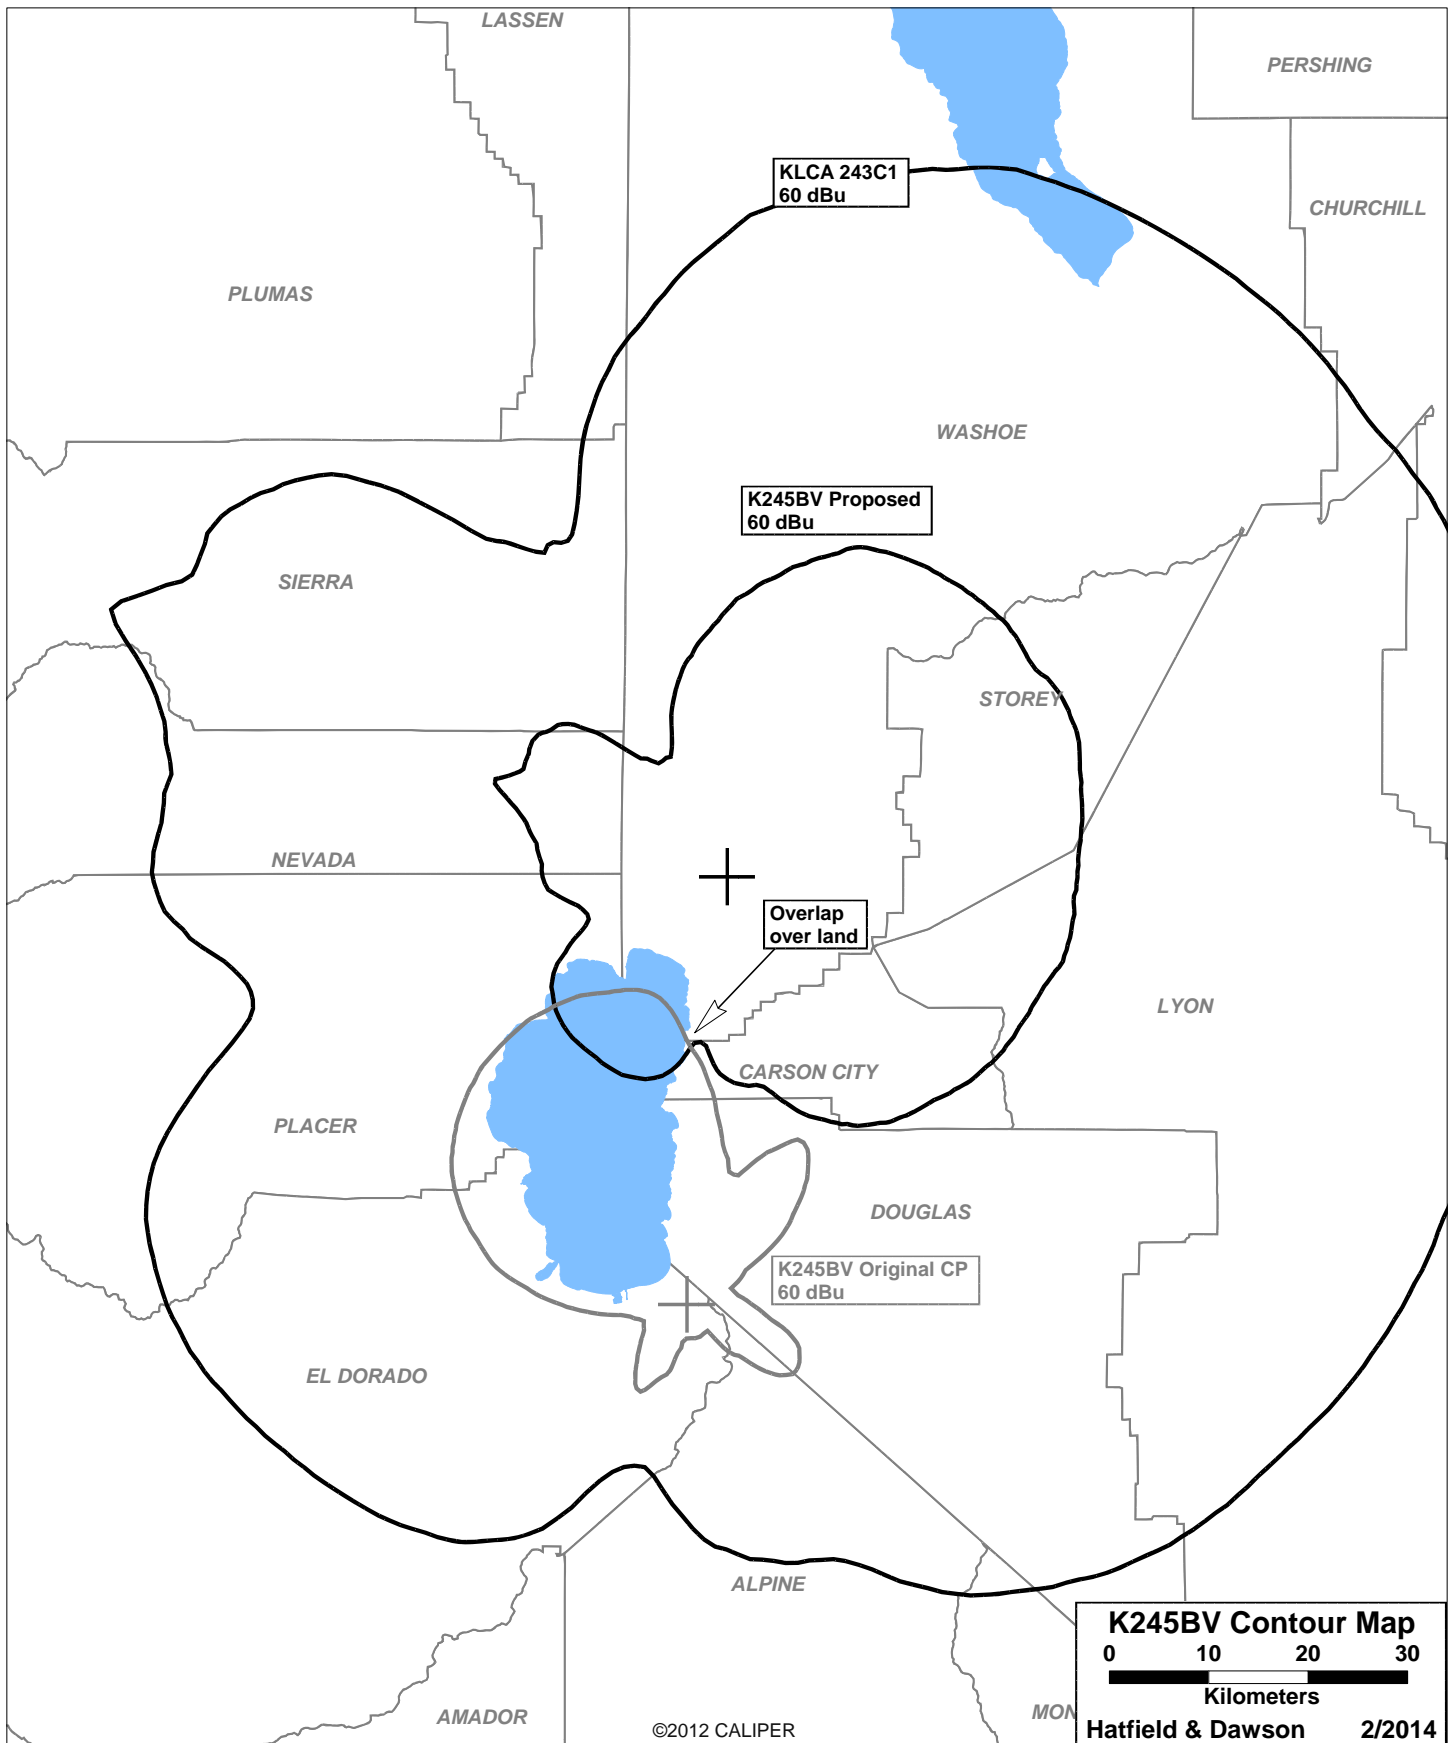 LASSEN
PERSHING
KLCA 243C1
60 dBu
CHURCHILL
PLUMAS
WASHOE
K245BV Proposed
60 dBu
SIERRA
STOREY
NEVADA
Overlap
over land
LYON
CARSON CITY
PLACER
DOUGLAS
K245BV Original CP
60 dBu
EL DORADO
ALPINE
K245BV Contour Map
0 10 20 30
Kilometers
Hatfield & Dawson 2/2014
MON
AMADOR
©2012 CALIPER